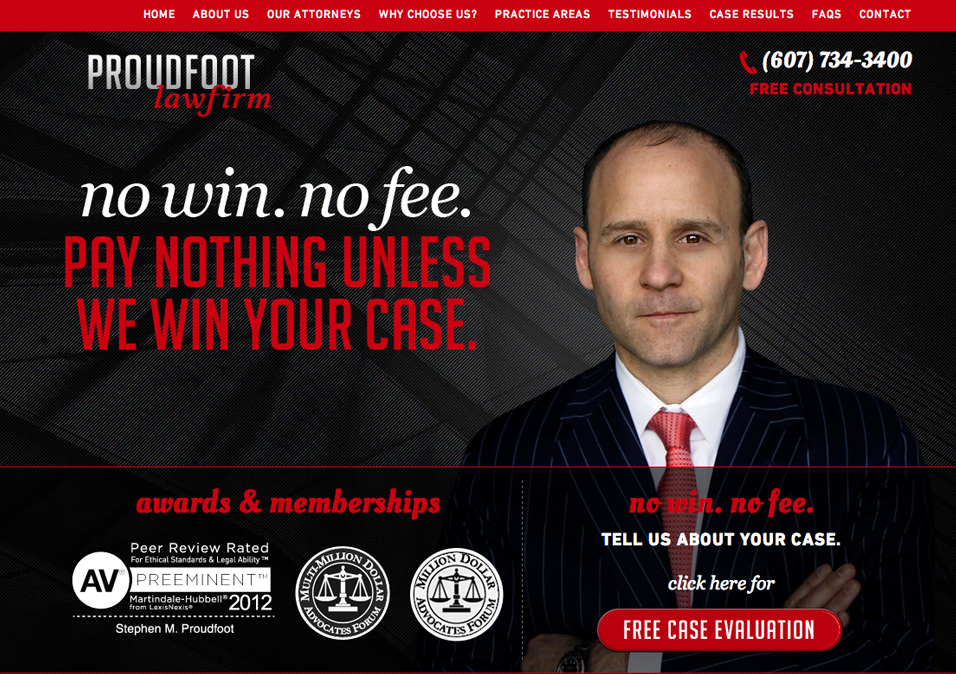 HOME ABOUT US OUR ATTORNEYS WHY CHOOSE US? PRACTICE AREAS TESTIMONIALS CASE RESULTS FAQS CONTACT
PROUDFOOT
lawfirm
(607) 734-3400
FREE CONSULTATION
no win. no fee.
PAY NOTHING UNLESS
WE WIN YOUR CASE.
awards & memberships
Peer Review Rated
For Ethical Standards & Legal Ability™
AV® PREEMINENT™
Martindale-Hubbell®
from LexisNexis® 2012
Stephen M. Proudfoot
MULTI-MILLION DOLLAR
ADVOCATES FORUM
MILLION DOLLAR
ADVOCATES FORUM
no win. no fee.
TELL US ABOUT YOUR CASE.
click here for
FREE CASE EVALUATION